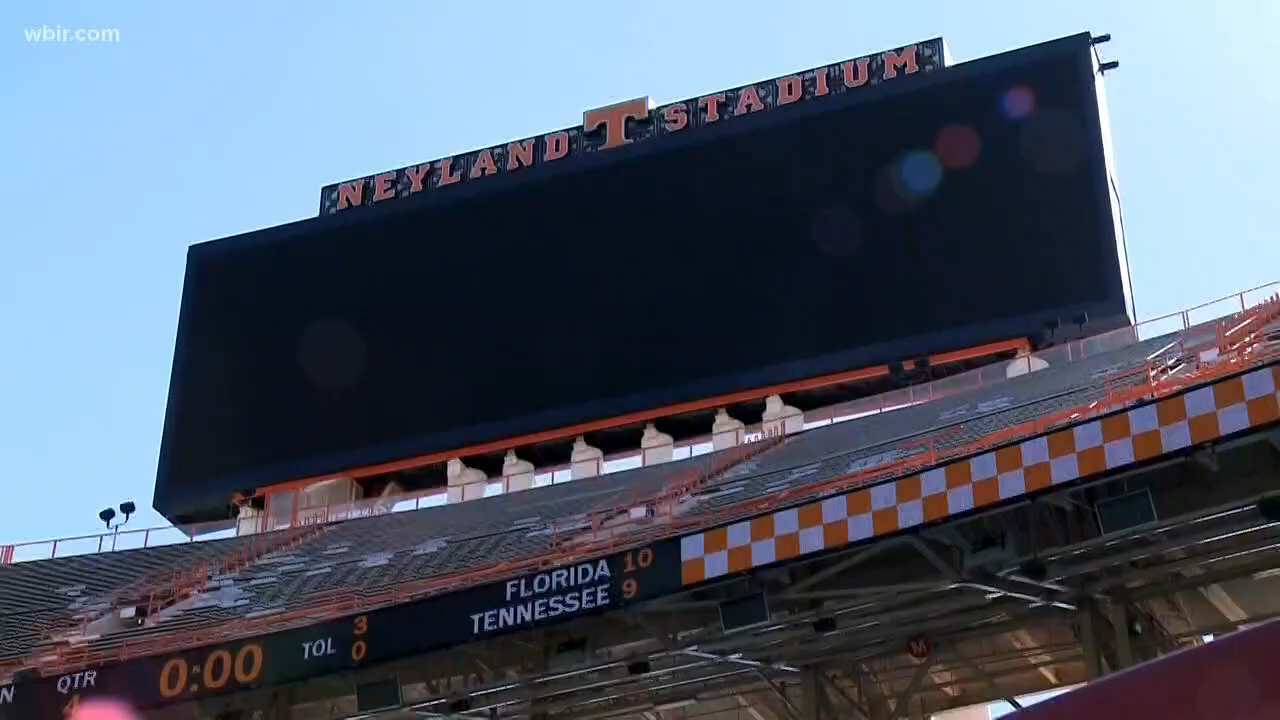 wbir.com
NEYLAND T STADIUM
FLORIDA 10
TENNESSEE 9
QTR 0:00 TOL 3
0
N
M